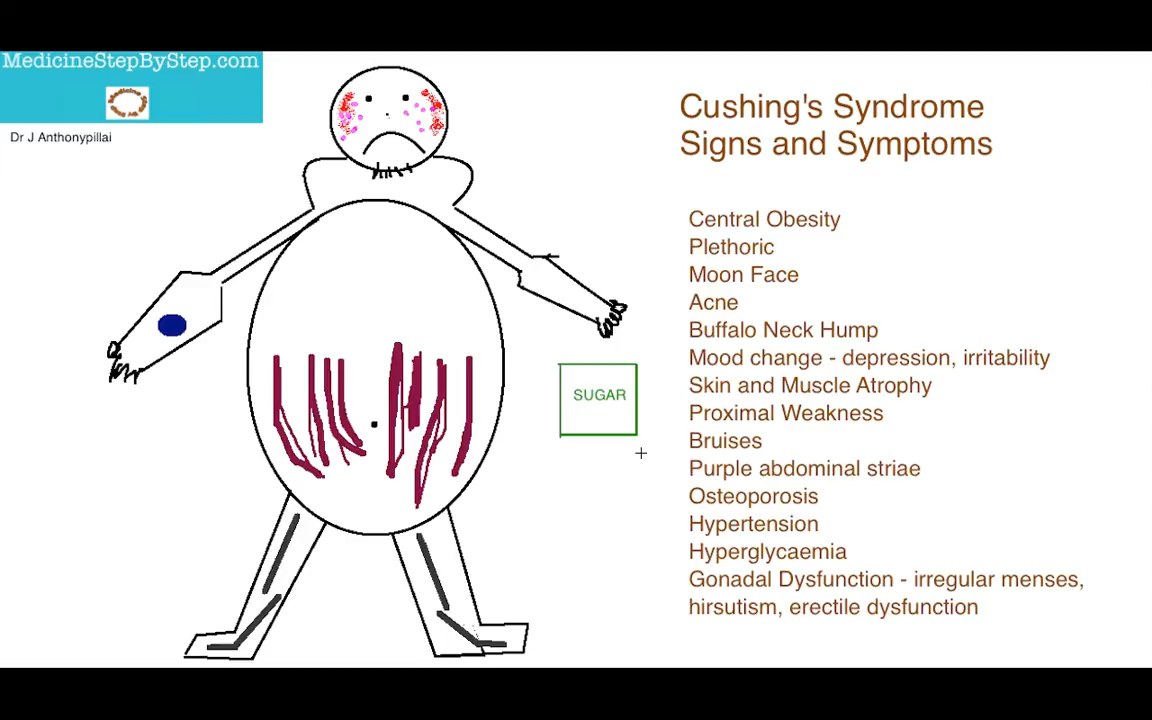 MedicineStepByStep.com
Dr J Anthonypillai
Cushing's Syndrome
Signs and Symptoms
Central Obesity
Plethoric
Moon Face
Acne
Buffalo Neck Hump
Mood change - depression, irritability
Skin and Muscle Atrophy
Proximal Weakness
Bruises
Purple abdominal striae
Osteoporosis
Hypertension
Hyperglycaemia
Gonadal Dysfunction - irregular menses,
hirsutism, erectile dysfunction
SUGAR